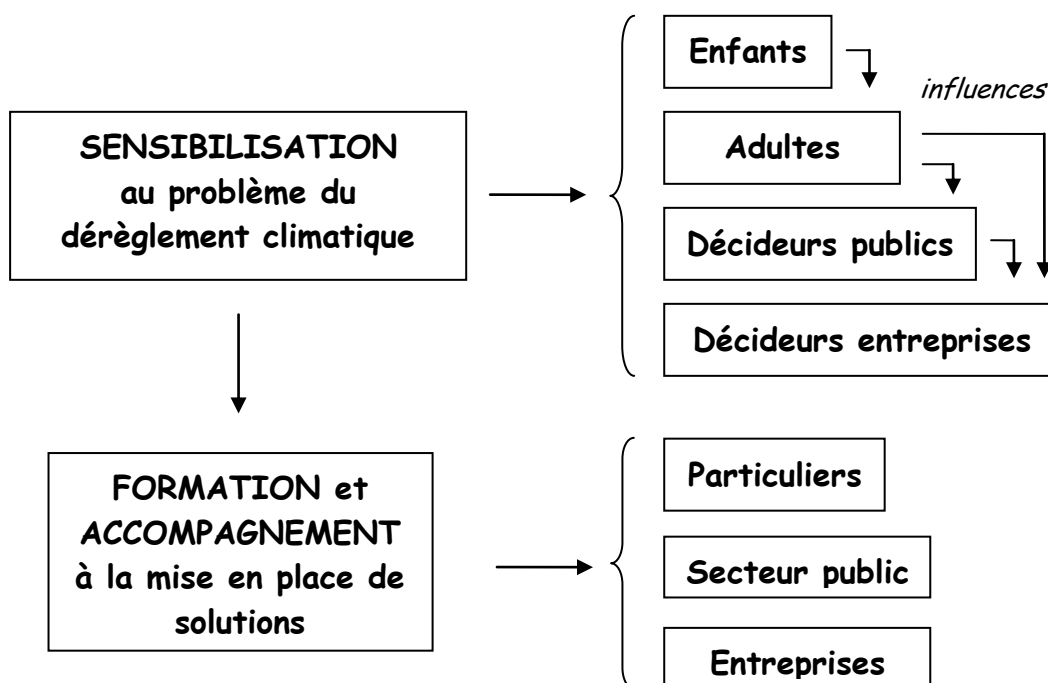 SENSIBILISATION
au problème du
dérèglement climatique
Enfants
influences
Adultes
Décideurs publics
Décideurs entreprises
FORMATION et
ACCOMPAGNEMENT
à la mise en place de
solutions
Particuliers
Secteur public
Entreprises